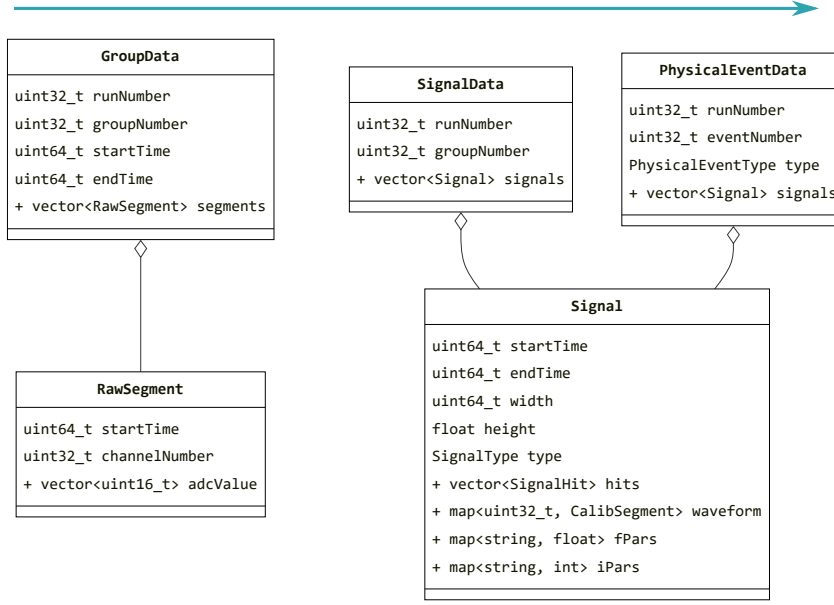 GroupData
uint32_t runNumber
uint32_t groupNumber
uint64_t startTime
uint64_t endTime
+ vector<RawSegment> segments
RawSegment
uint64_t startTime
uint32_t channelNumber
+ vector<uint16_t> adcValue
SignalData
uint32_t runNumber
uint32_t groupNumber
+ vector<Signal> signals
PhysicalEventData
uint32_t runNumber
uint32_t eventNumber
PhysicalEventType type
+ vector<Signal> signals
Signal
uint64_t startTime
uint64_t endTime
uint64_t width
float height
SignalType type
+ vector<SignalHit> hits
+ map<uint32_t, CalibSegment> waveform
+ map<string, float> fPars
+ map<string, int> iPars